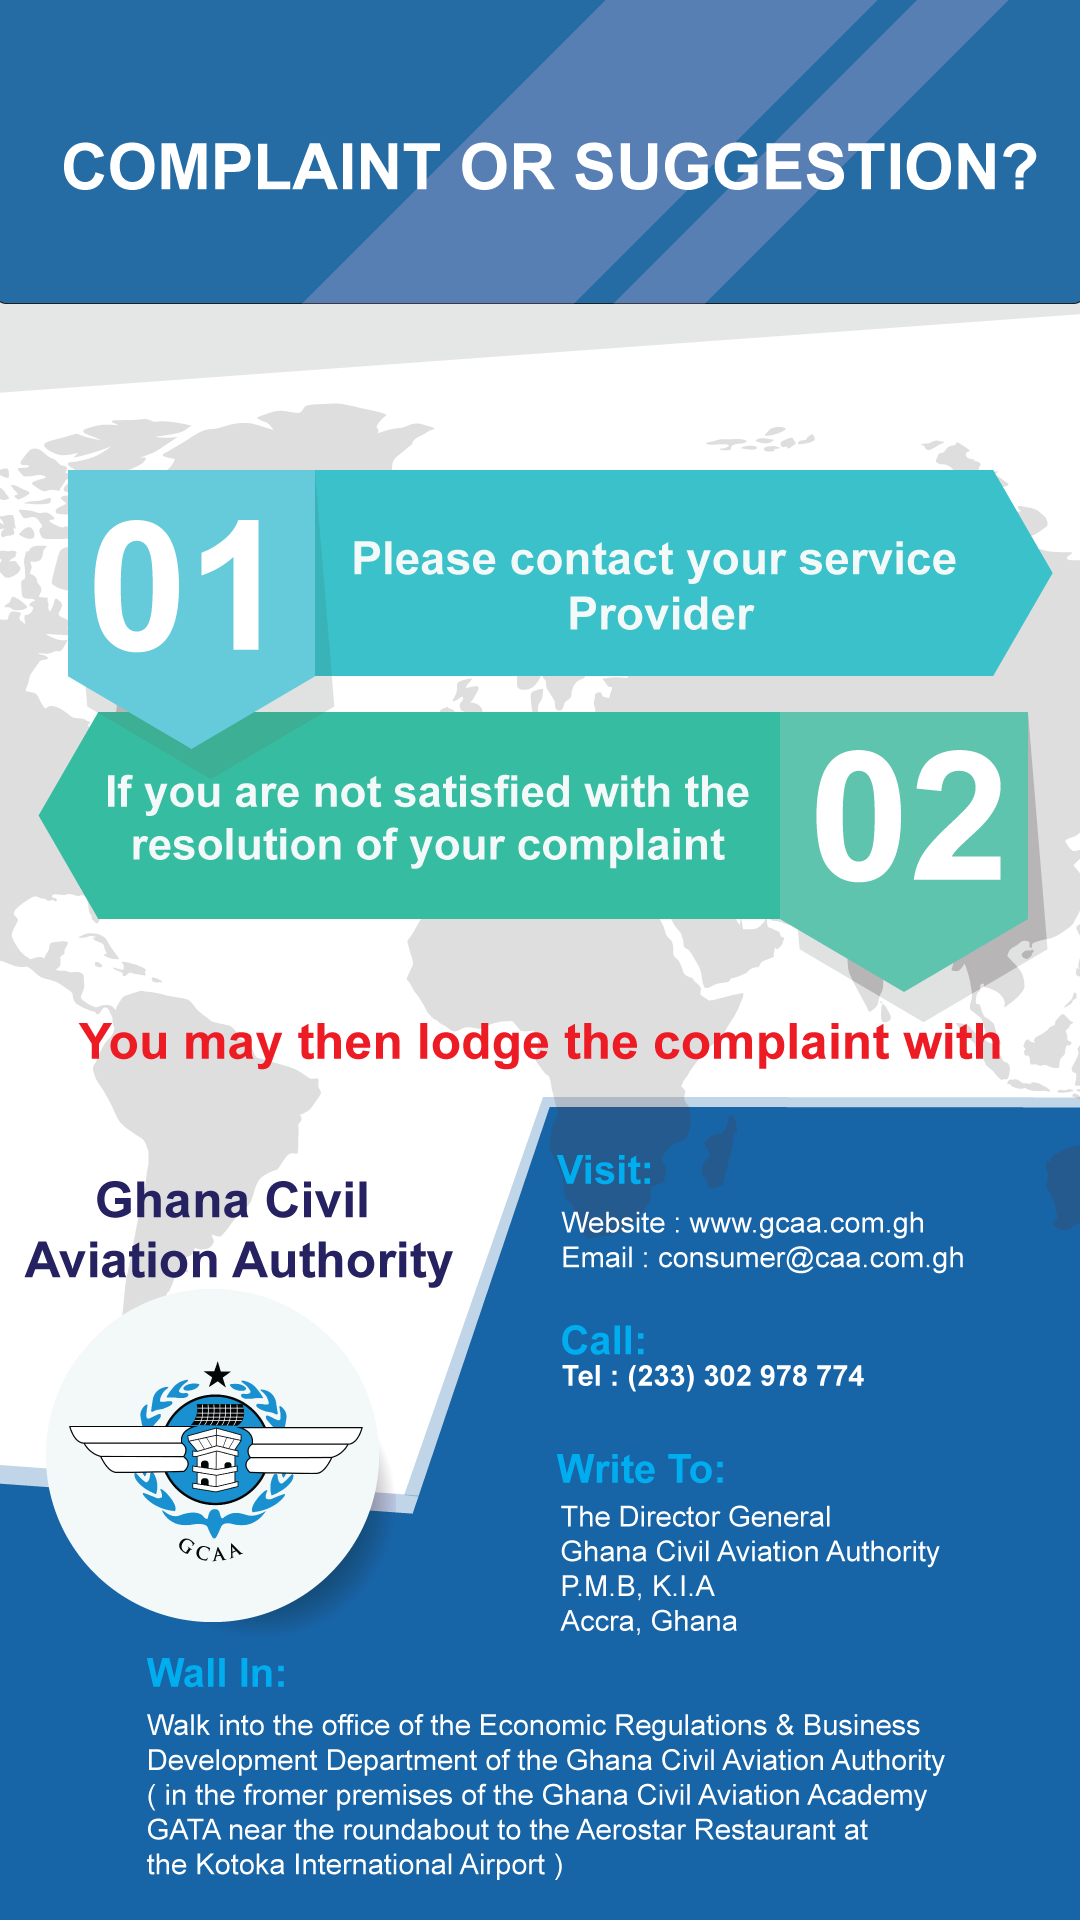 COMPLAINT OR SUGGESTION?
01
Please contact your service
Provider
If you are not satisfied with the
resolution of your complaint
02
You may then lodge the complaint with
Ghana Civil
Aviation Authority
GCAA
Visit:
Website : www.gcaa.com.gh
Email : consumer@caa.com.gh
Call:
Tel : (233) 302 978 774
Write To:
The Director General
Ghana Civil Aviation Authority
P.M.B, K.I.A
Accra, Ghana
Wall In:
Walk into the office of the Economic Regulations & Business
Development Department of the Ghana Civil Aviation Authority
( in the fromer premises of the Ghana Civil Aviation Academy
GATA near the roundabout to the Aerostar Restaurant at
the Kotoka International Airport )